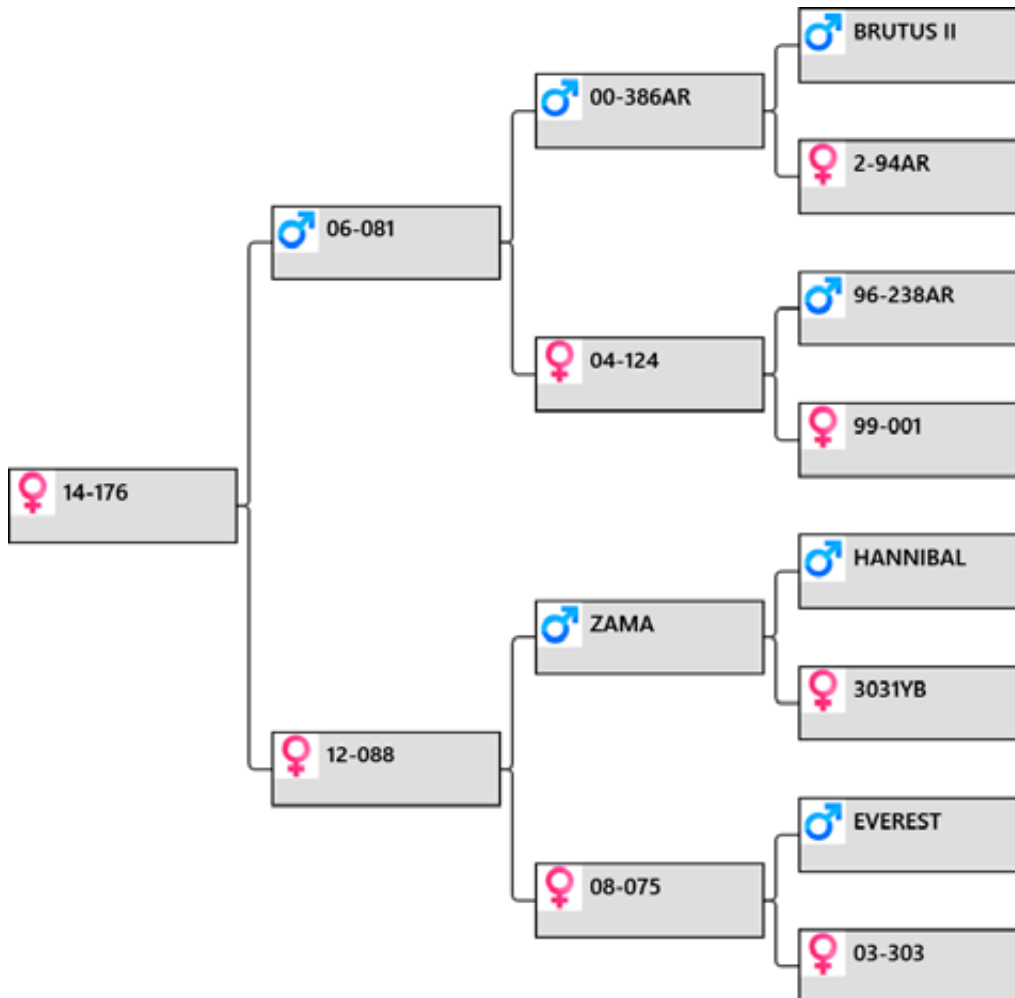 BRUTUS II
00-386AR
2-94AR
06-081
96-238AR
04-124
99-001
14-176
HANNIBAL
ZAMA
3031YB
12-088
EVEREST
08-075
03-303